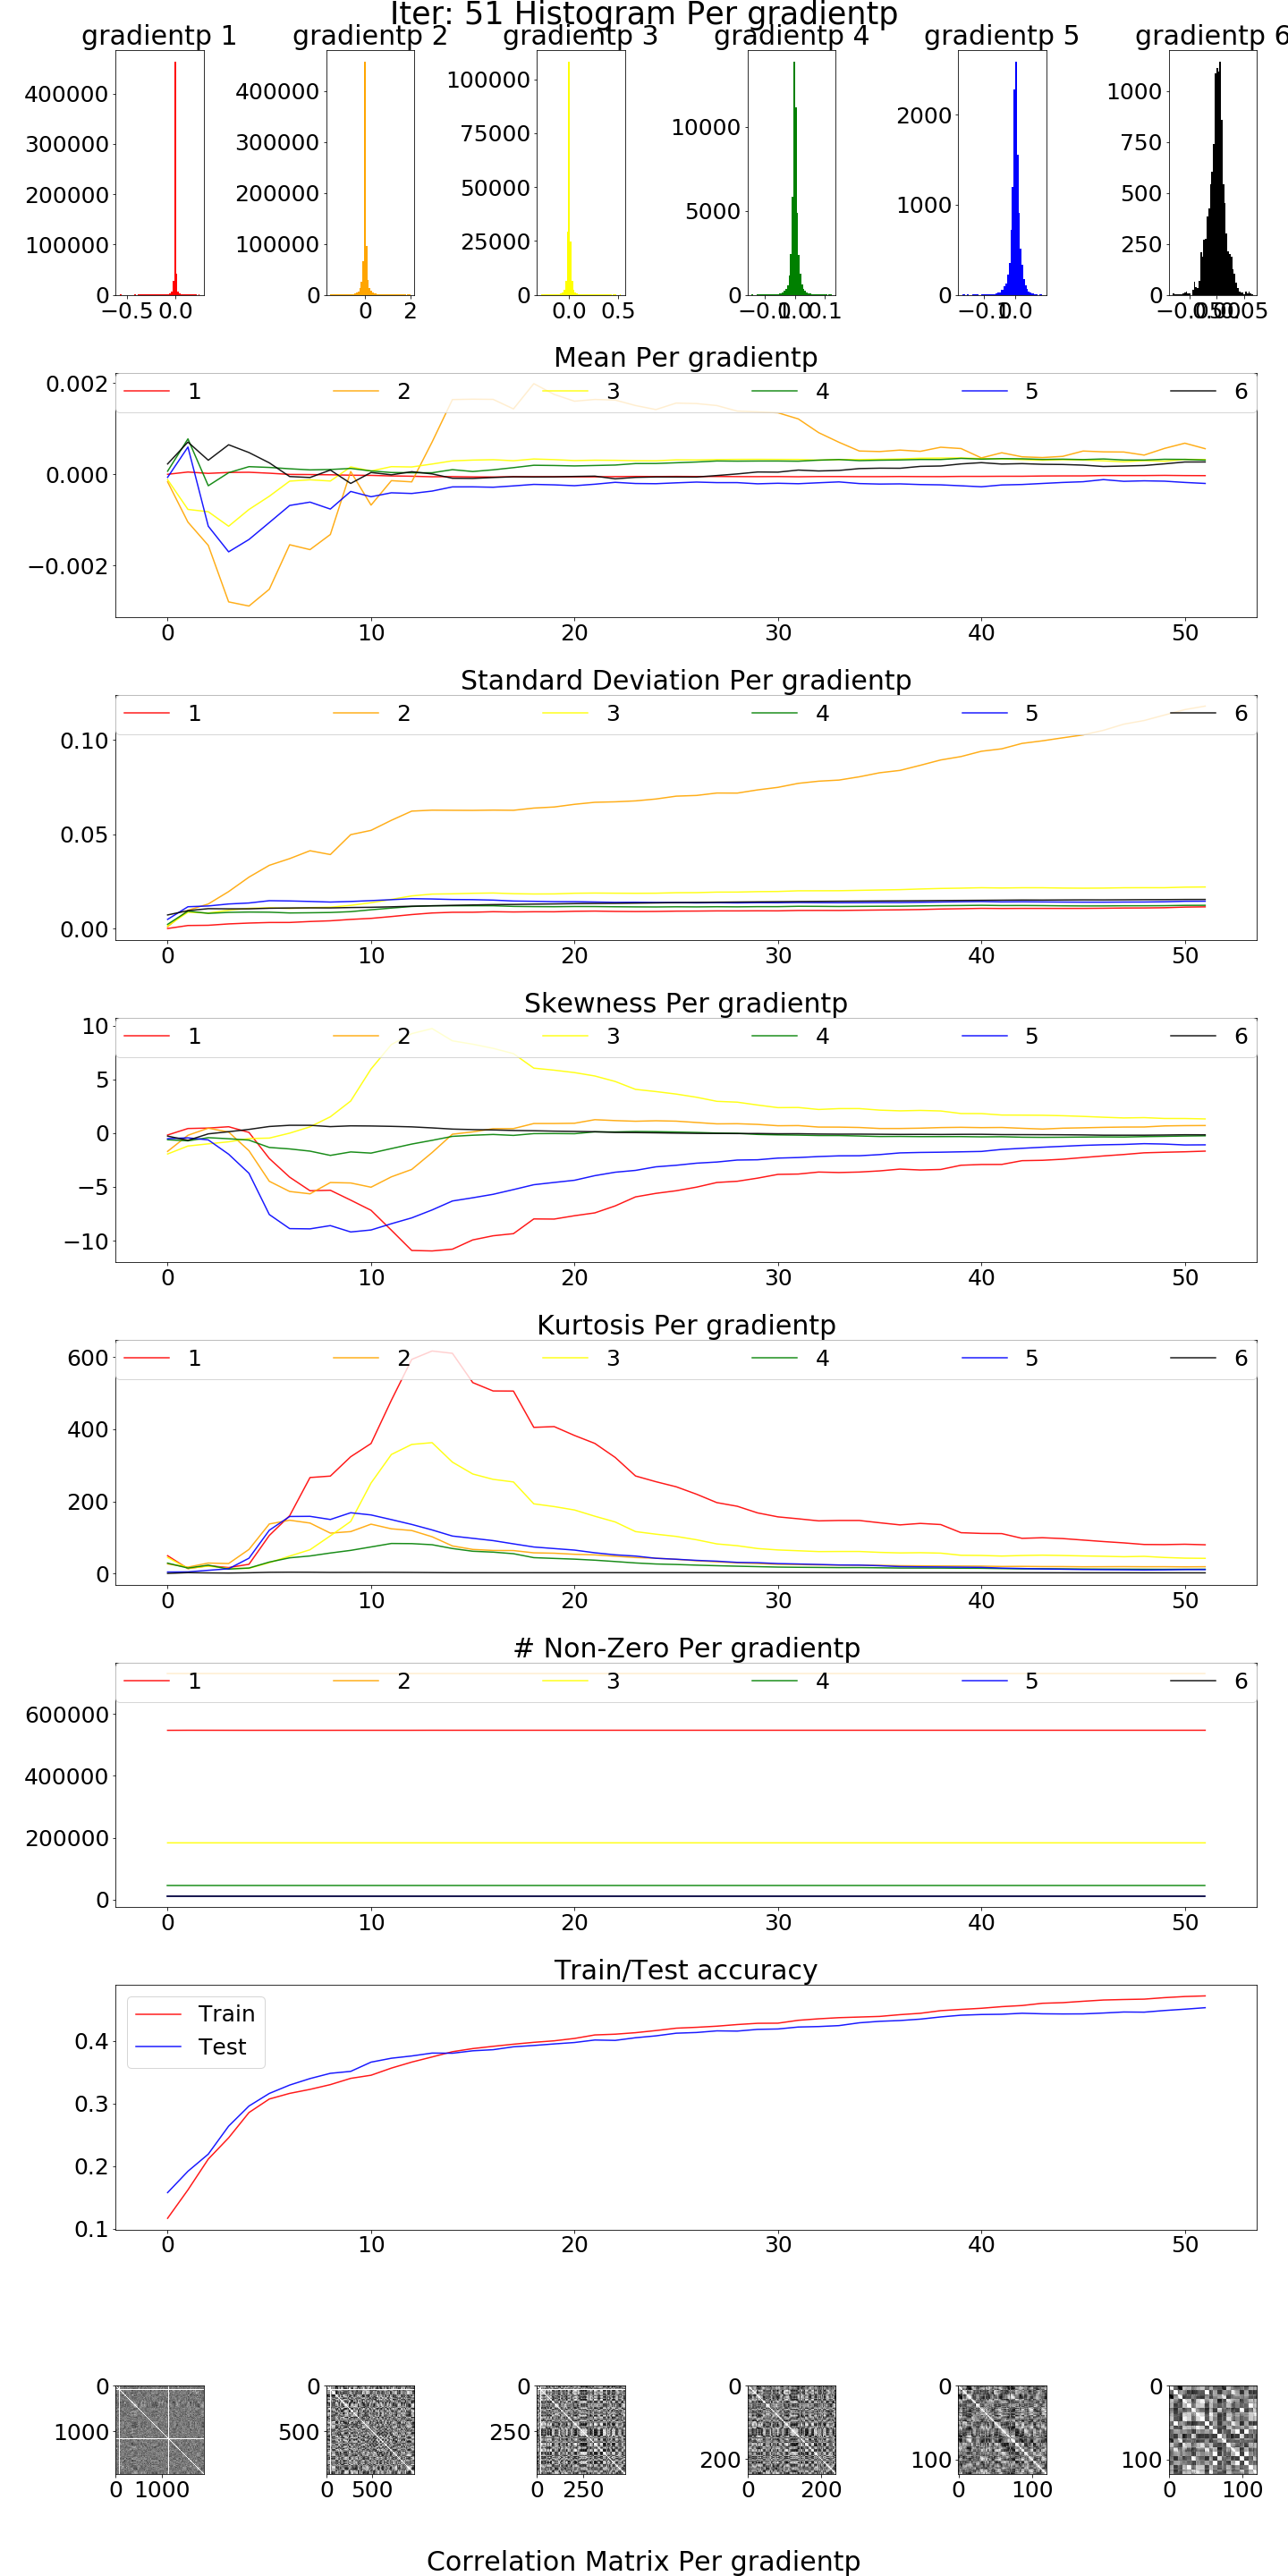 Iter: 51 Histogram Per gradientp
gradientp 1 gradientp 2 gradientp 3 gradientp 4 gradientp 5 gradientp 6
400000 300000 200000 100000 0
−0.5 0.0
400000 300000 200000 100000 0
0 2
100000 75000 50000 25000 0
0.0 0.5
10000 5000 0
0.1
2000 1000 0
0.0
1000 750 500 250 0
Mean Per gradientp
1 2 3 4 5 6
0.002
0.000
−0.002
0 10 20 30 40 50
Standard Deviation Per gradientp
1 2 3 4 5 6
0.10
0.05
0.00
0 10 20 30 40 50
Skewness Per gradientp
1 2 3 4 5 6
10
5
0
−5
−10
0 10 20 30 40 50
Kurtosis Per gradientp
1 2 3 4 5 6
600
400
200
0
0 10 20 30 40 50
# Non-Zero Per gradientp
1 2 3 4 5 6
600000
400000
200000
0
0 10 20 30 40 50
Train/Test accuracy
Train
Test
0.4
0.3
0.2
0.1
0 10 20 30 40 50
0 1000
0 1000
0 500
0 500
0 250
0 250
0 200
0 200
0 100
0 100
0 100
0 100
Correlation Matrix Per gradientp